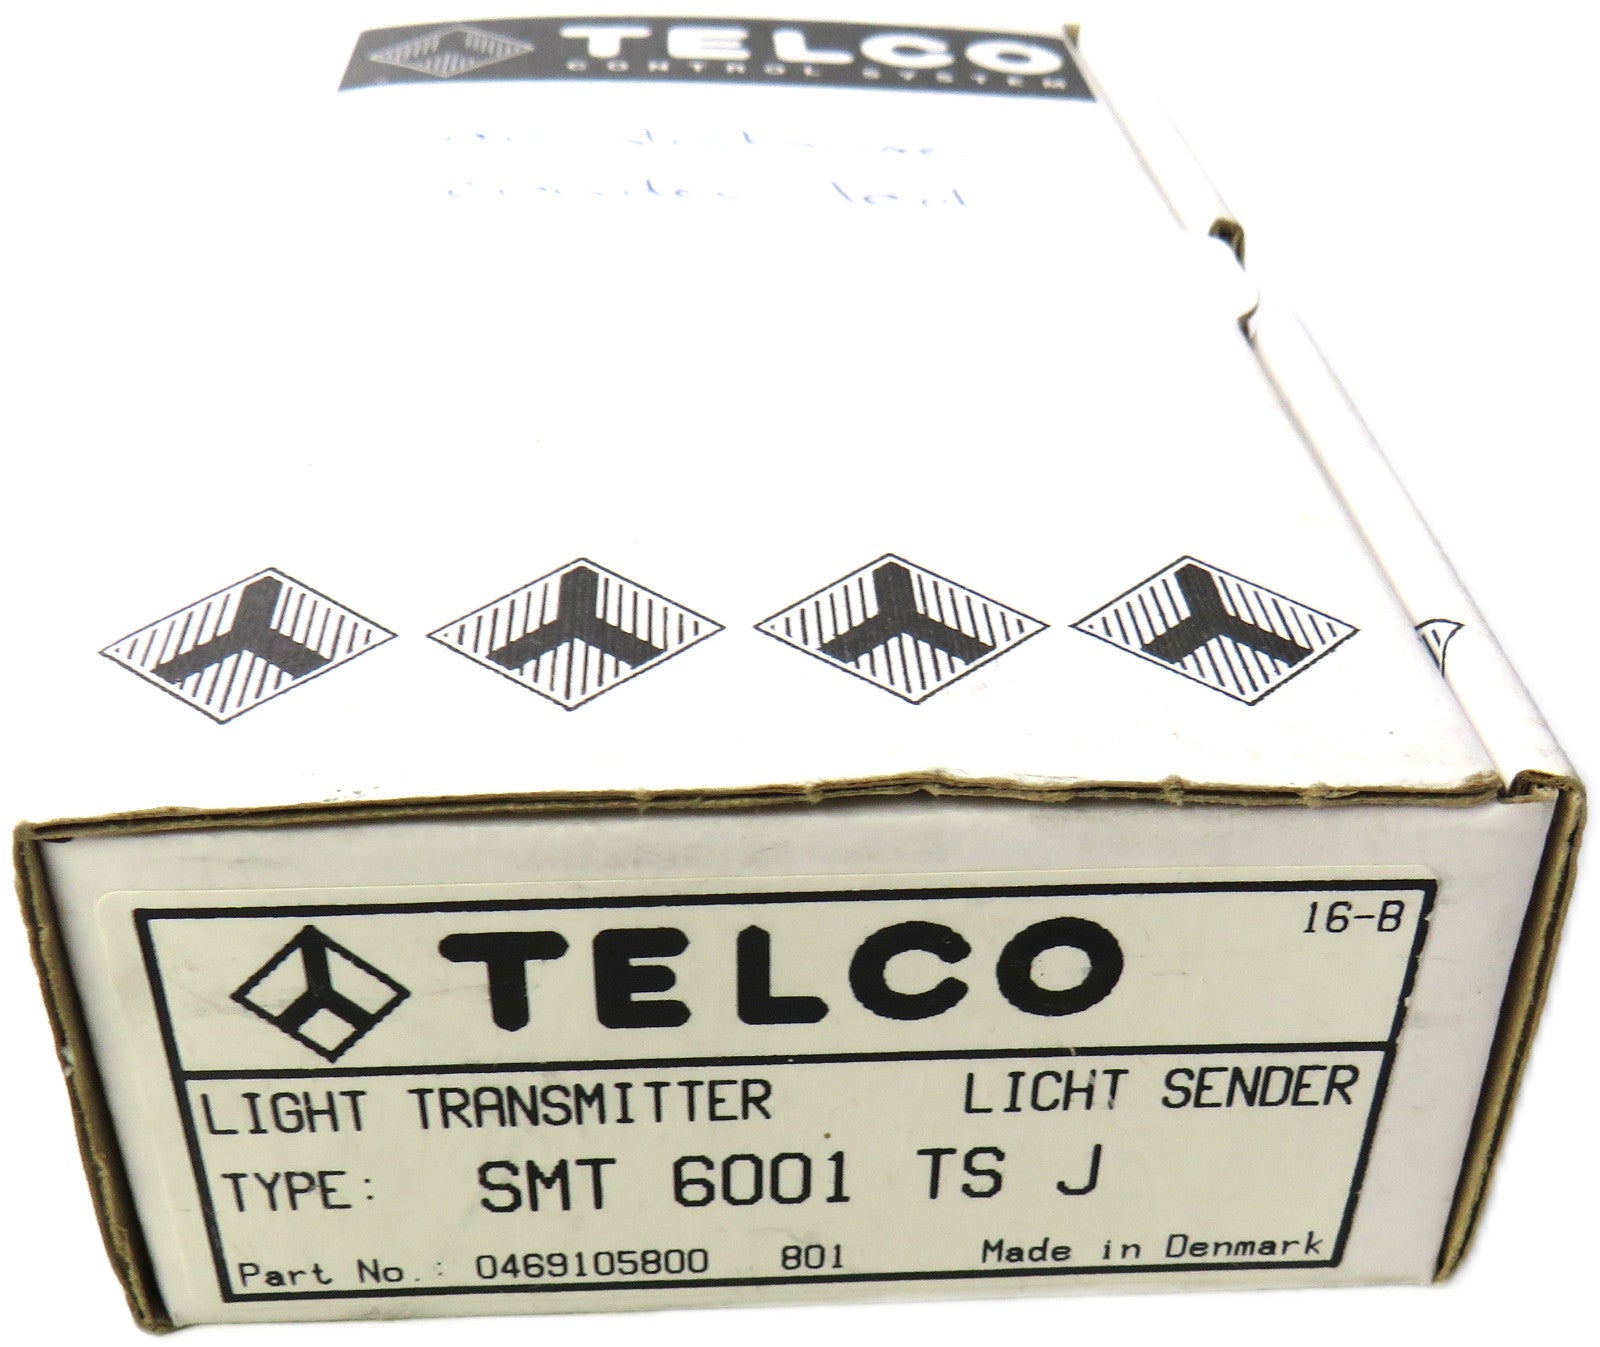 TELCO
CONTROL SYSTEM
TELCO
16-B
LIGHT TRANSMITTER LICHT SENDER
TYPE: SMT 6001 TS J
Part No.: 0469105800 801 Made in Denmark